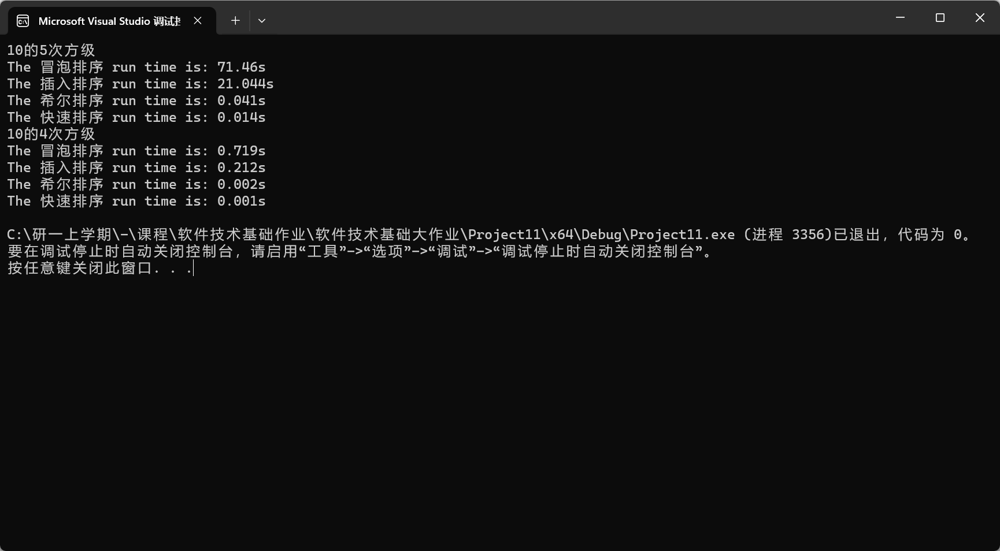 Microsoft Visual Studio 调试
10的5次方级
The 冒泡排序 run time is: 71.46s
The 插入排序 run time is: 21.044s
The 希尔排序 run time is: 0.041s
The 快速排序 run time is: 0.014s
10的4次方级
The 冒泡排序 run time is: 0.719s
The 插入排序 run time is: 0.212s
The 希尔排序 run time is: 0.002s
The 快速排序 run time is: 0.001s
C:\研一上学期\-\课程\软件技术基础作业\软件技术基础大作业\Project11\x64\Debug\Project11.exe (进程 3356)已退出，代码为 0。
要在调试停止时自动关闭控制台，请启用“工具”->“选项”->“调试”->“调试停止时自动关闭控制台”。
按任意键关闭此窗口. . .